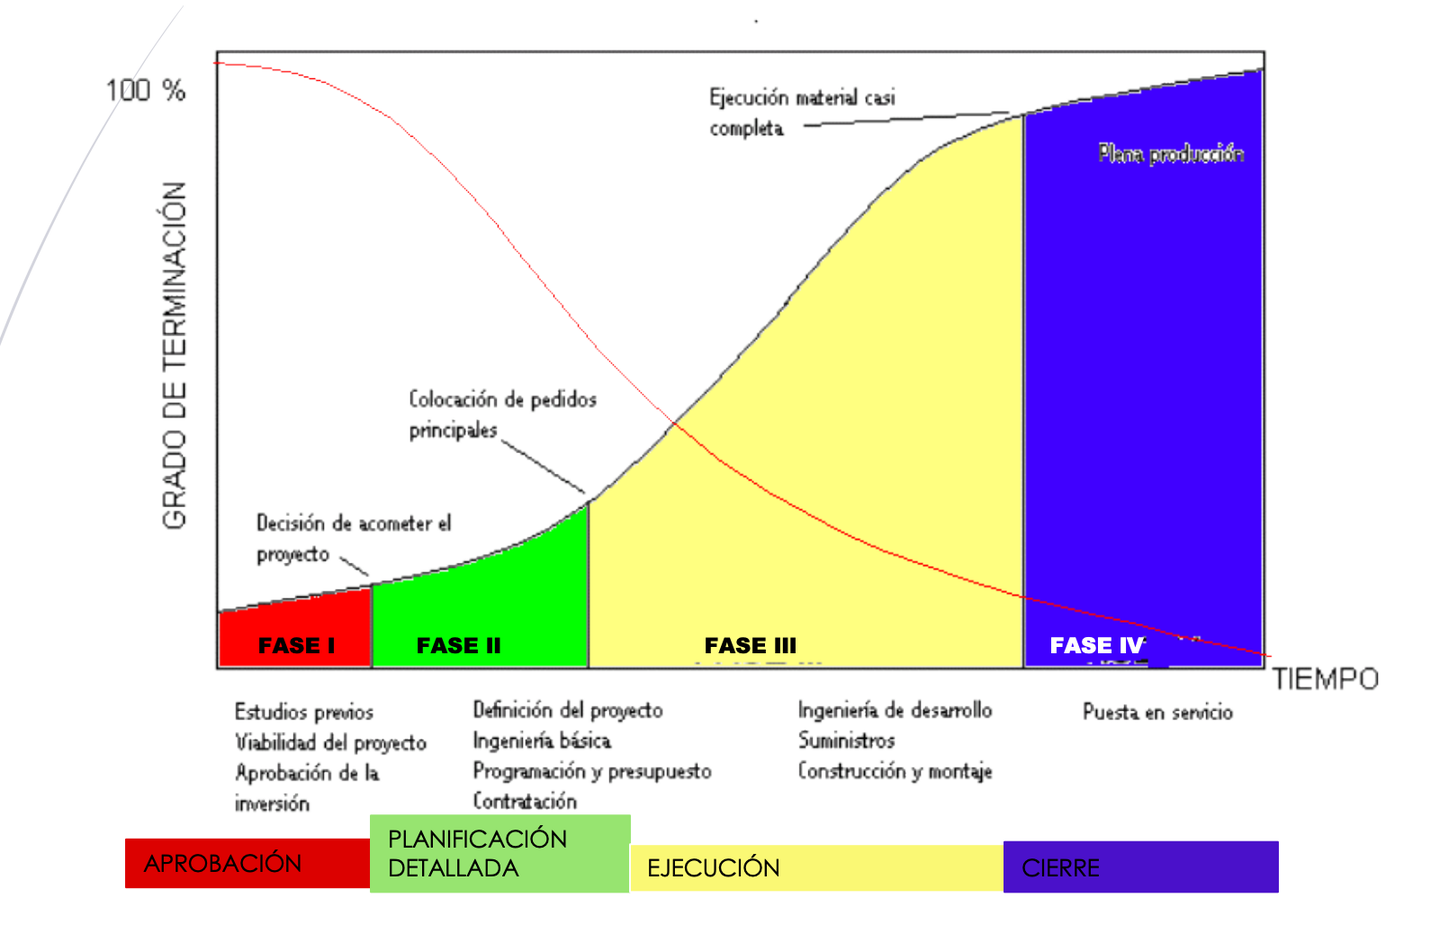 100 %
GRADO DE TERMINACIÓN
Ejecución material casi
completa
Plena producción
Colocación de pedidos
principales
Decisión de acometer el
proyecto
FASE I
FASE II
FASE III
FASE IV
TIEMPO
Estudios previos
Viabilidad del proyecto
Aprobación de la
inversión
Definición del proyecto
Ingeniería básica
Programación y presupuesto
Contratación
Ingeniería de desarrollo
Suministros
Construcción y montaje
Puesta en servicio
APROBACIÓN
PLANIFICACIÓN
DETALLADA
EJECUCIÓN
CIERRE